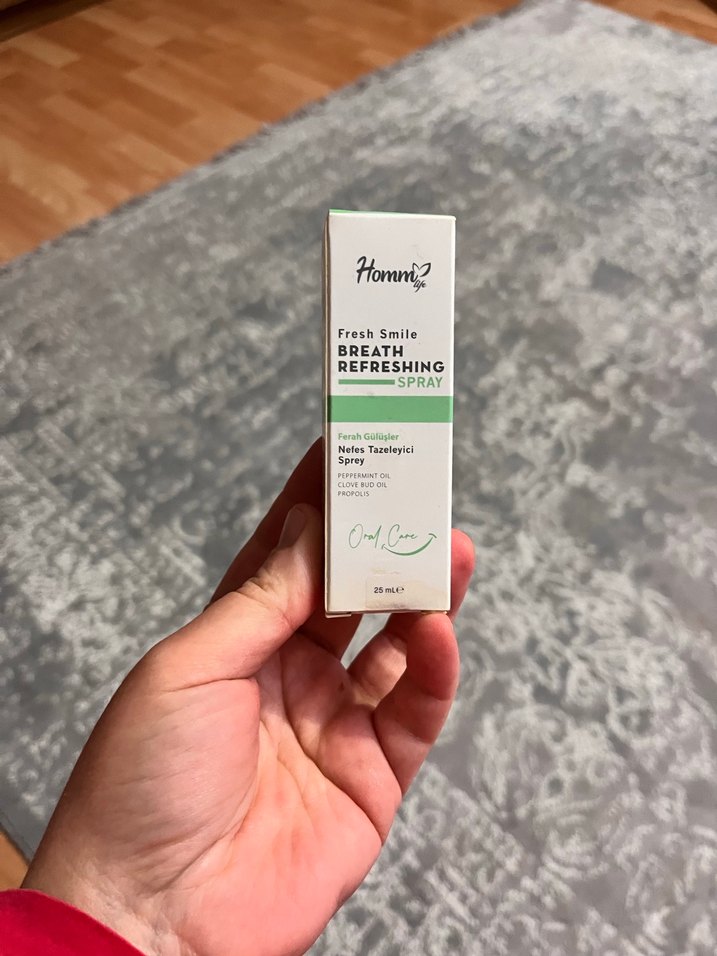 Homm
life
Fresh Smile
BREATH
REFRESHING
SPRAY
Ferah Gülüşler
Nefes Tazeleyici
Sprey
PEPPERMINT OIL
CLOVE BUD OIL
PROPOLIS
Oral Care
25 mL℮